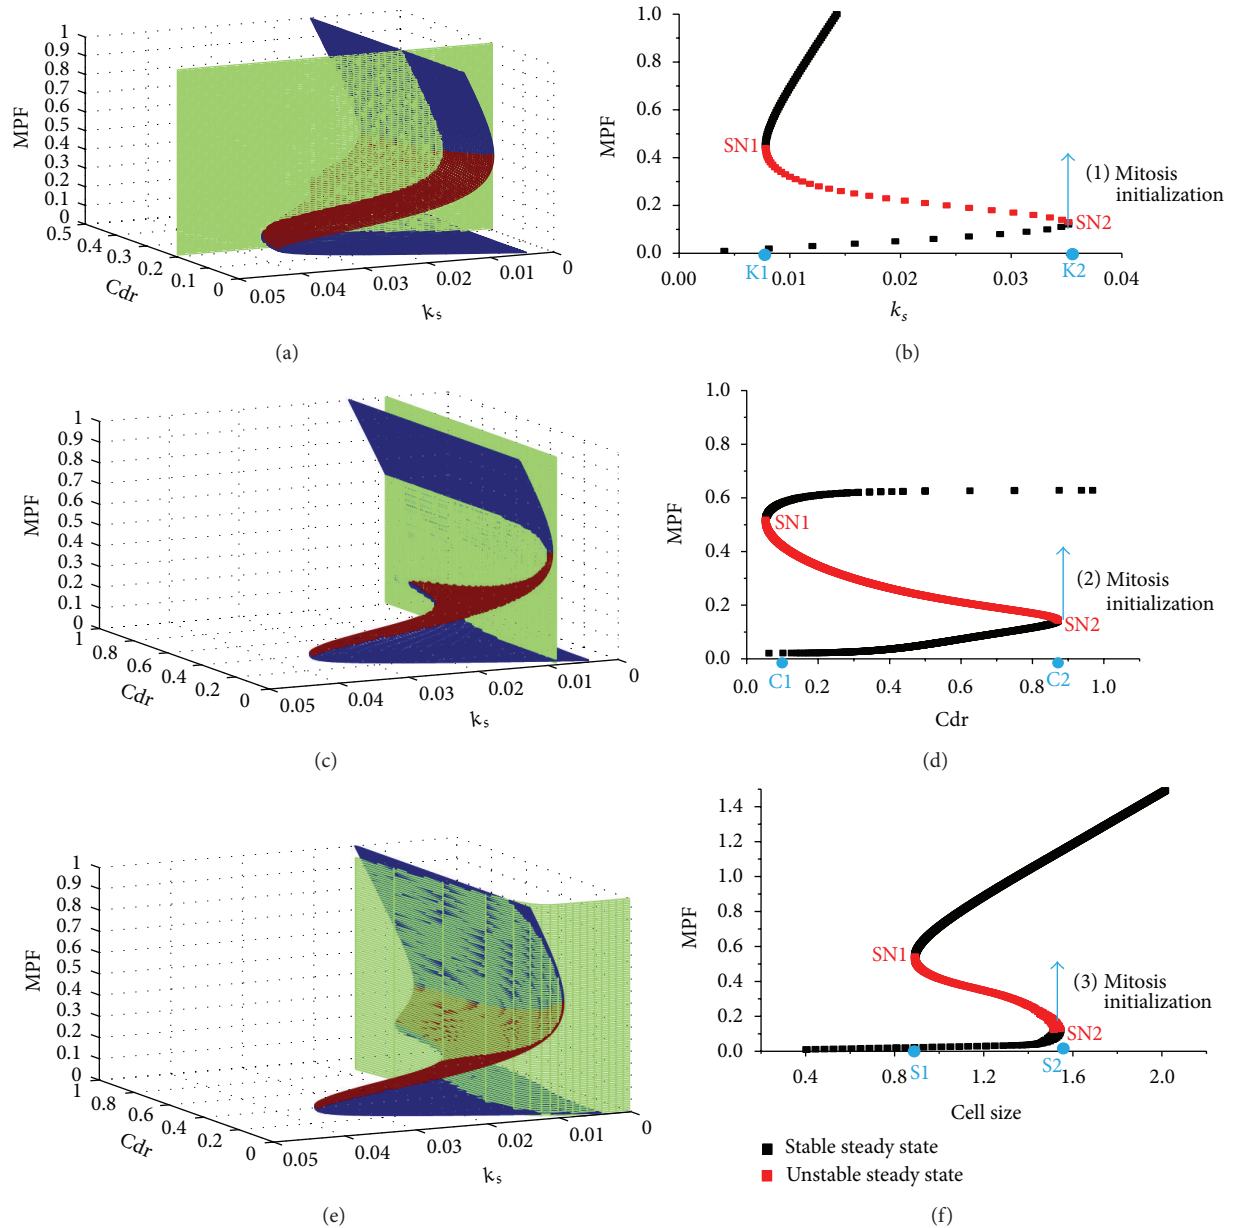 1
0.9
0.8
0.7
0.6
0.5
0.4
0.3
0.2
0.1
0
MPF
0.5
0.4
0.3
0.2
0.1
0
Cdr
0.05
0.04
0.03
0.02
0.01
0
ks
(a)
1.0
0.8
0.6
0.4
0.2
0.0
MPF
SN1
SN2
(1) Mitosis
initialization
K1
K2
0.00
0.01
0.02
0.03
0.04
ks
(b)
1
0.9
0.8
0.7
0.6
0.5
0.4
0.3
0.2
0.1
0
MPF
1
0.8
0.6
0.4
0.2
0
Cdr
0.05
0.04
0.03
0.02
0.01
0
ks
(c)
1.0
0.8
0.6
0.4
0.2
0.0
MPF
SN1
SN2
(2) Mitosis
initialization
C1
C2
0.0
0.2
0.4
0.6
0.8
1.0
Cdr
(d)
1
0.9
0.8
0.7
0.6
0.5
0.4
0.3
0.2
0.1
0
MPF
1
0.8
0.6
0.4
0.2
0
Cdr
0.05
0.04
0.03
0.02
0.01
0
ks
(e)
1.4
1.2
1.0
0.8
0.6
0.4
0.2
0.0
MPF
SN1
SN2
(3) Mitosis
initialization
S1
S2
0.4
0.8
1.2
1.6
2.0
Cell size
Stable steady state
Unstable steady state
(f)